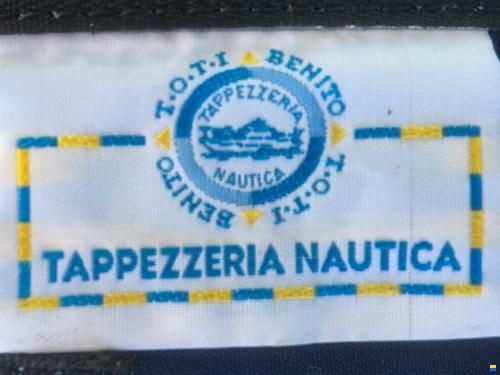 T.O.T.I BENITO
T.O.T.I BENITO
TAPPEZZERIA
NAUTICA
TAPPEZZERIA NAUTICA